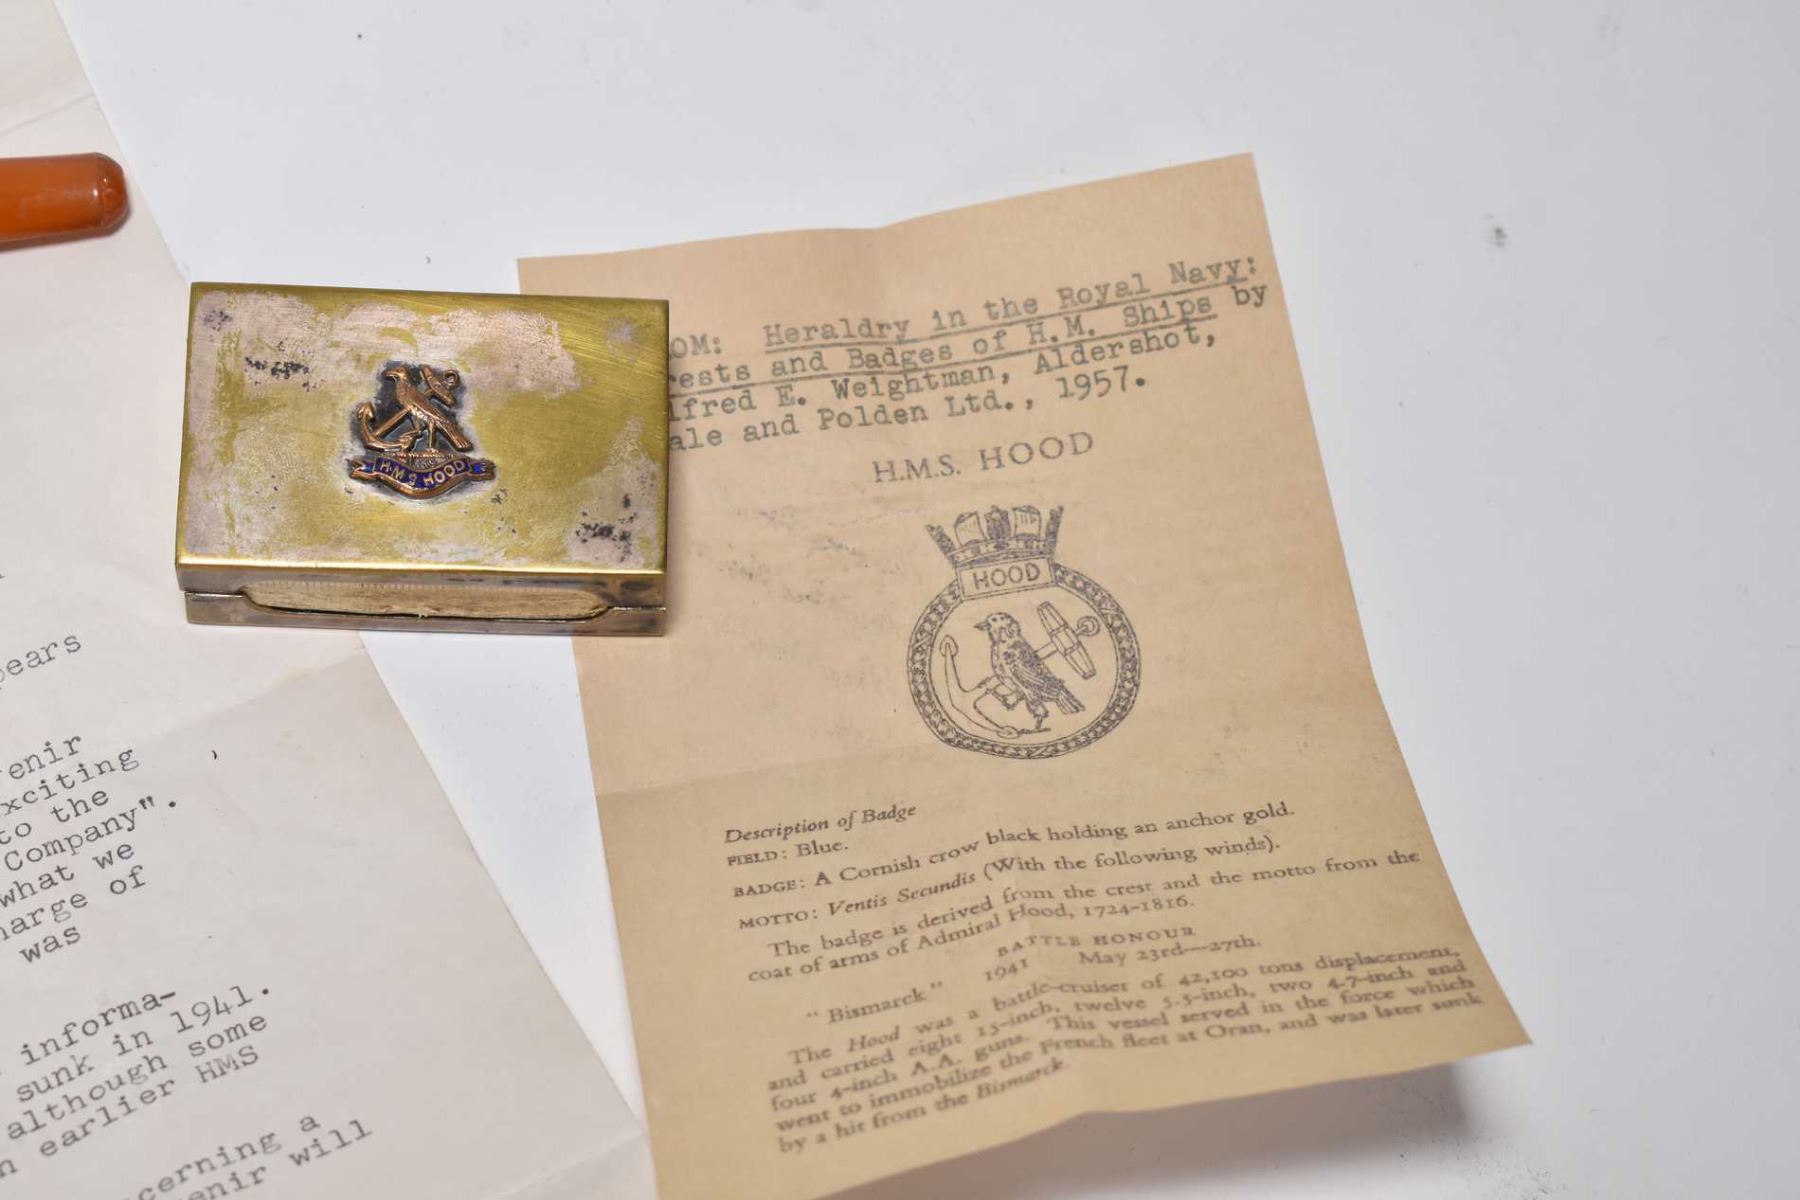 H.M.S. HOOD
OM: Heraldry in the Royal Navy:
rests and Badges of H.M. Ships by
lfred E. Weightman, Aldershot,
ale and Polden Ltd., 1957.
H.M.S. HOOD
HOOD
Description of Badge
FIELD: Blue.
BADGE: A Cornish crow black holding an anchor gold.
MOTTO: Ventis Secundis (With the following winds).
The badge is derived from the crest and the motto from the
coat of arms of Admiral Hood, 1724-1816.
BATTLE HONOUR
"Bismarck" 1941 May 23rd—27th.
The Hood was a battle-cruiser of 42,100 tons displacement,
and carried eight 15-inch, twelve 5.5-inch, two 4.7-inch and
four 4-inch A.A. guns. This vessel served in the force which
went to immobilize the French fleet at Oran, and was later sunk
by a hit from the Bismarck.
pears
enir
xciting
to the
Company".
what we
harge of
was
informa-
sunk in 1941.
although some
n earlier HMS
cerning a
enir will